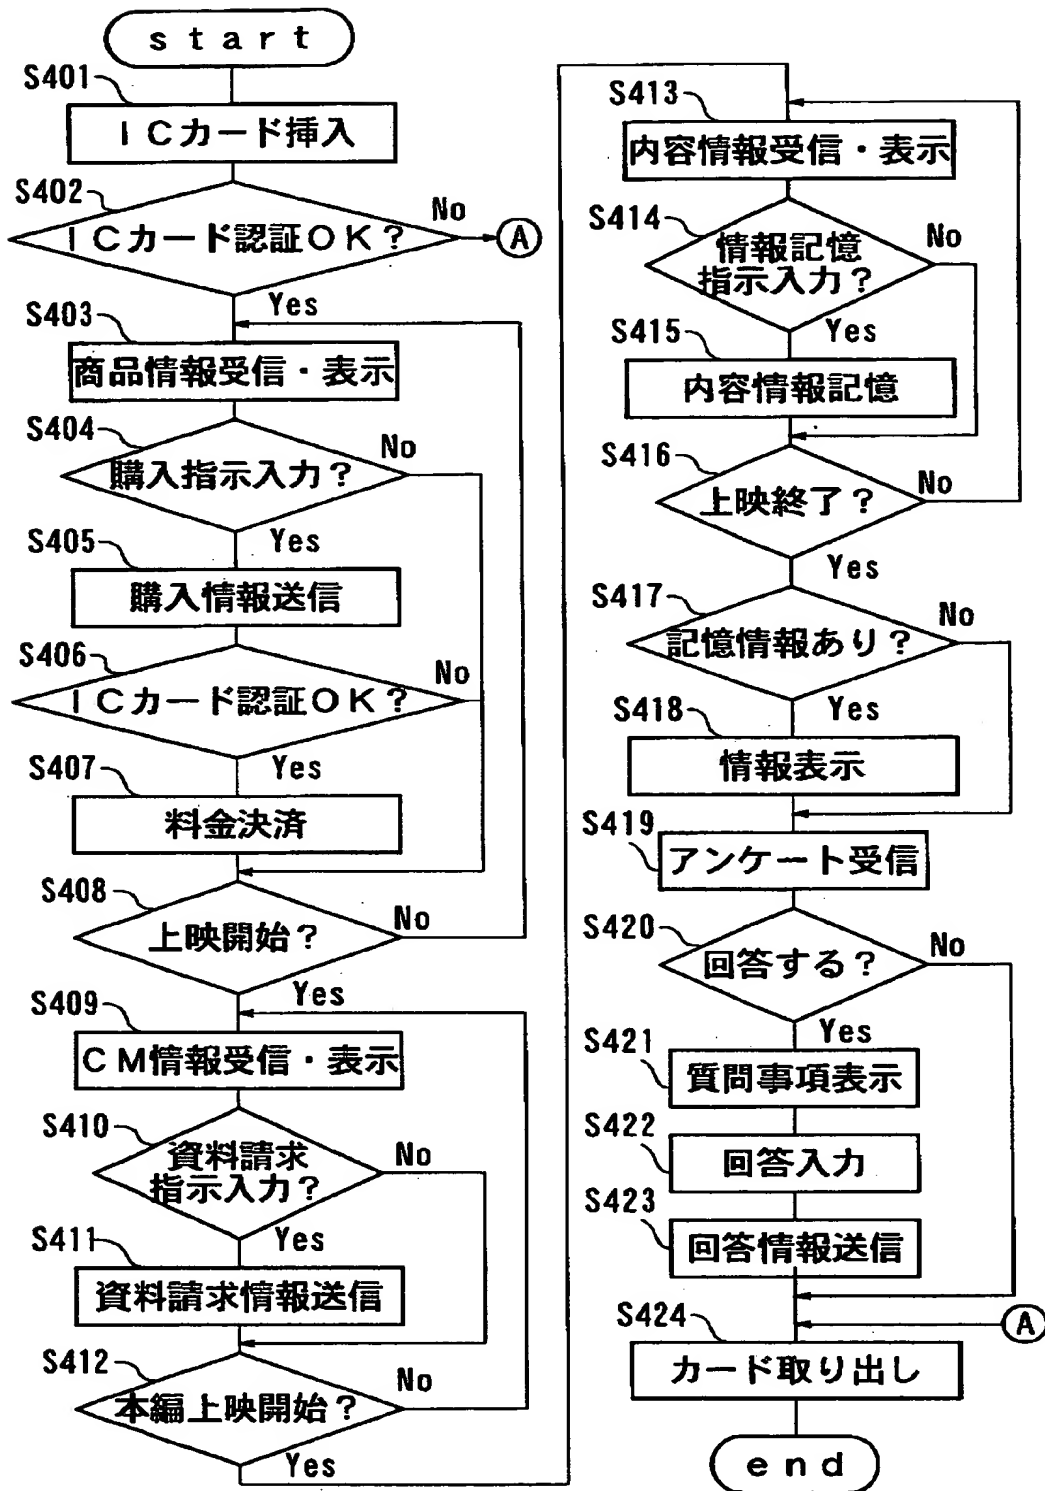 start
S401
ICカード挿入
S402
ICカード認証OK?
No
A
Yes
S403
商品情報受信・表示
S404
購入指示入力?
No
Yes
S405
購入情報送信
S406
ICカード認証OK?
No
Yes
S407
料金決済
S408
上映開始?
No
Yes
S409
CM情報受信・表示
S410
資料請求
指示入力?
No
Yes
S411
資料請求情報送信
S412
本編上映開始?
No
Yes
S413
内容情報受信・表示
S414
情報記憶
指示入力?
No
Yes
S415
内容情報記憶
S416
上映終了?
No
Yes
S417
記憶情報あり?
No
Yes
S418
情報表示
S419
アンケート受信
S420
回答する?
No
Yes
S421
質問事項表示
S422
回答入力
S423
回答情報送信
A
S424
カード取り出し
end